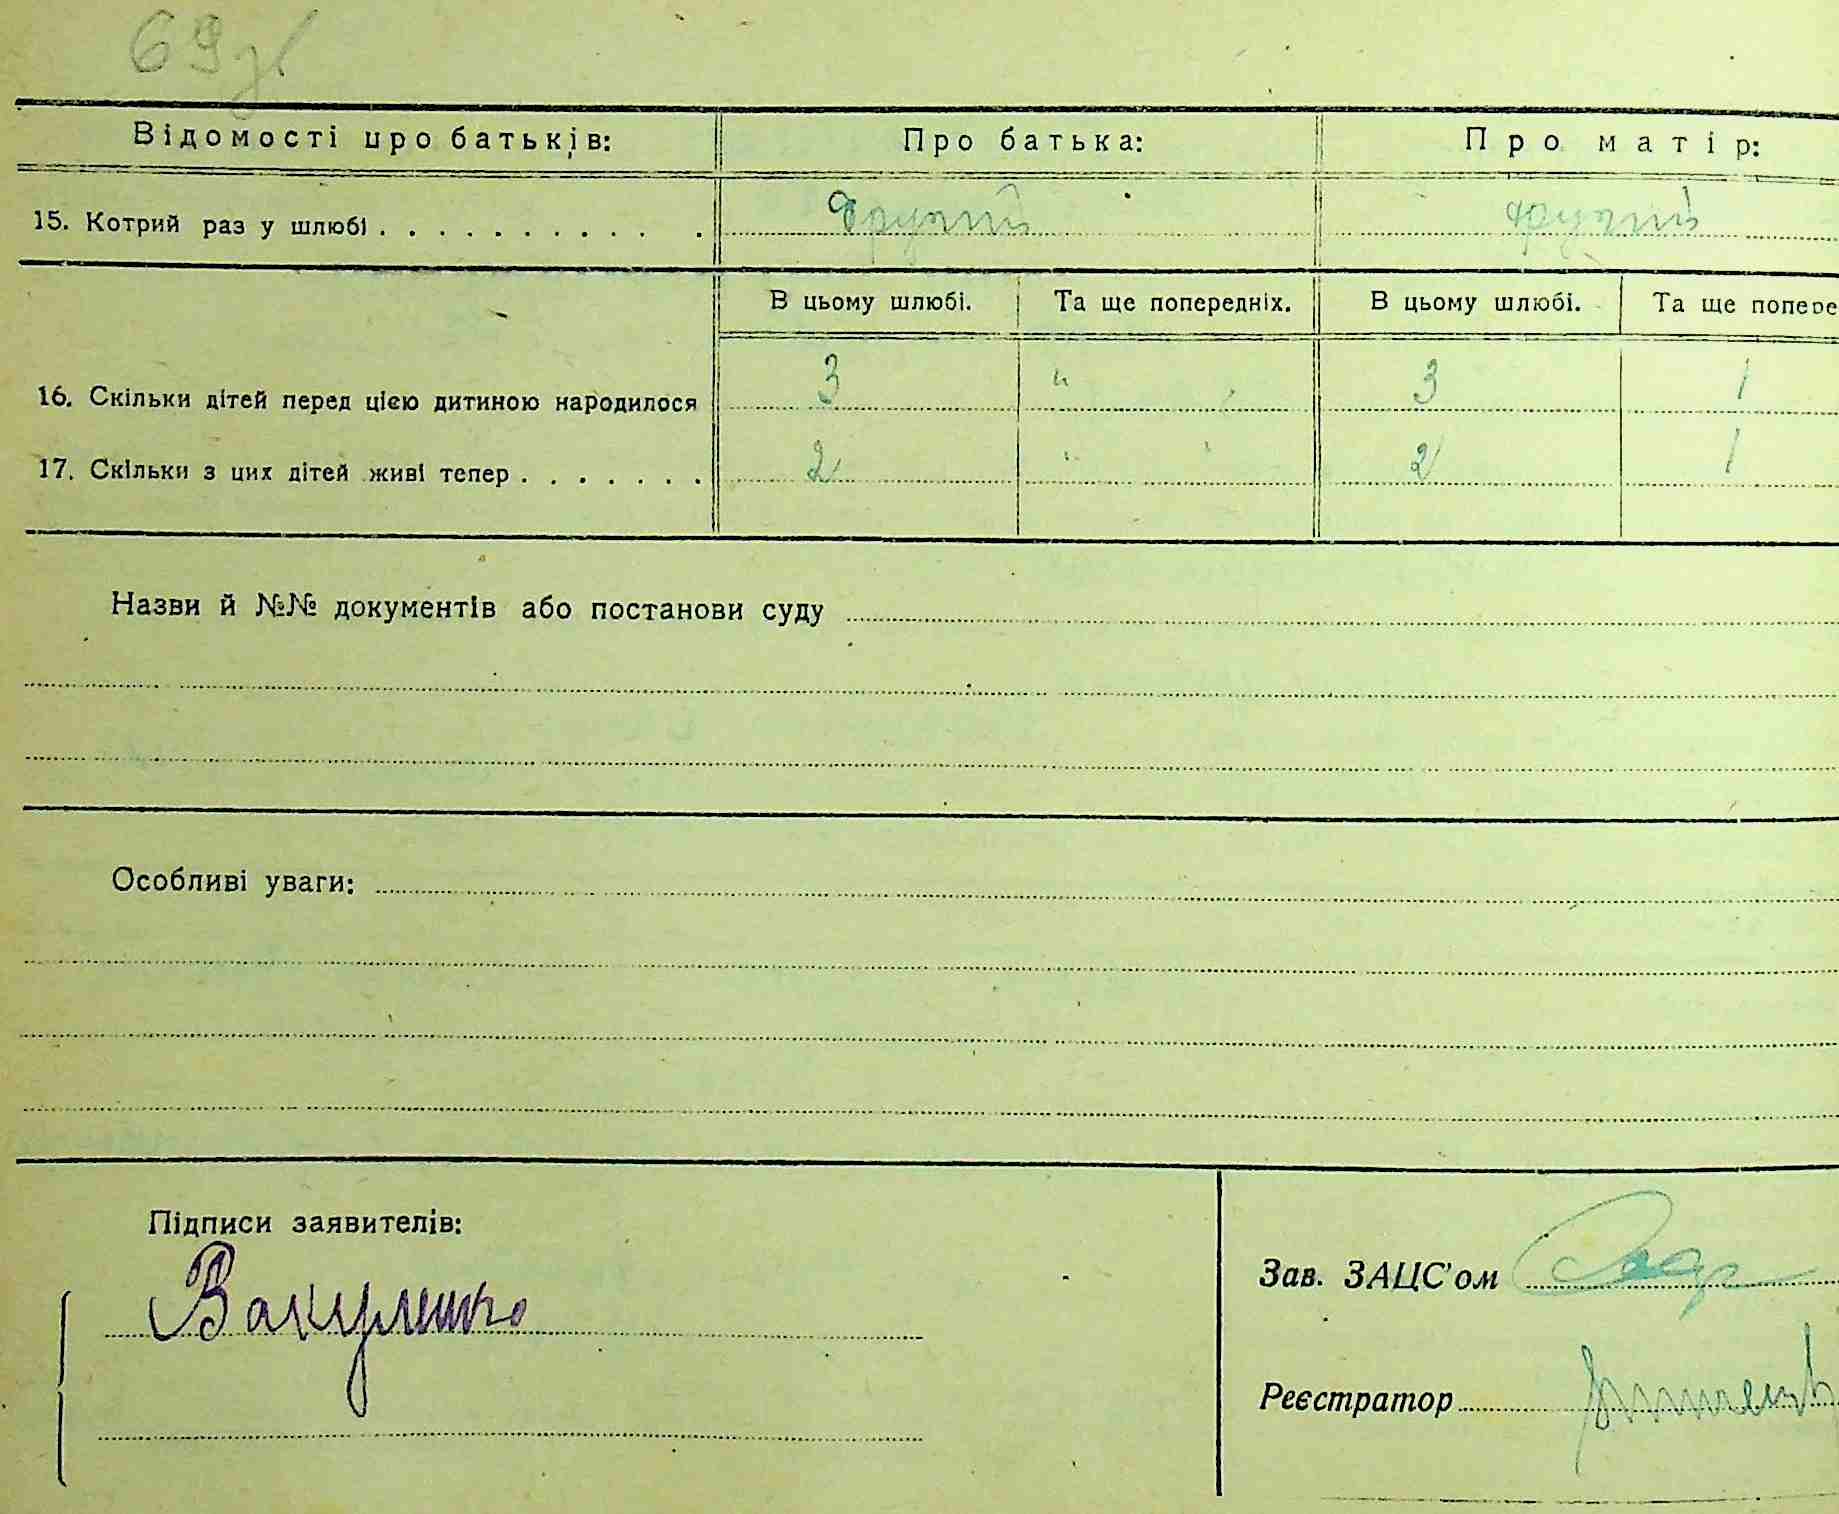 69зв
Відомості про батьків: Про батька: Про матір:
15. Котрий раз у шлюбі другий другий
В цьому шлюбі. Та ще попередніх. В цьому шлюбі. Та ще попере
16. Скільки дітей перед цією дитиною народилося 3 " 3 1
17. Скільки з цих дітей живі тепер 2 " 2 1
Назви й №№ документів або постанови суду
Особливі уваги:
Підписи заявителів:
Вакуленко
Зав. ЗАЦС'ом
Реєстратор